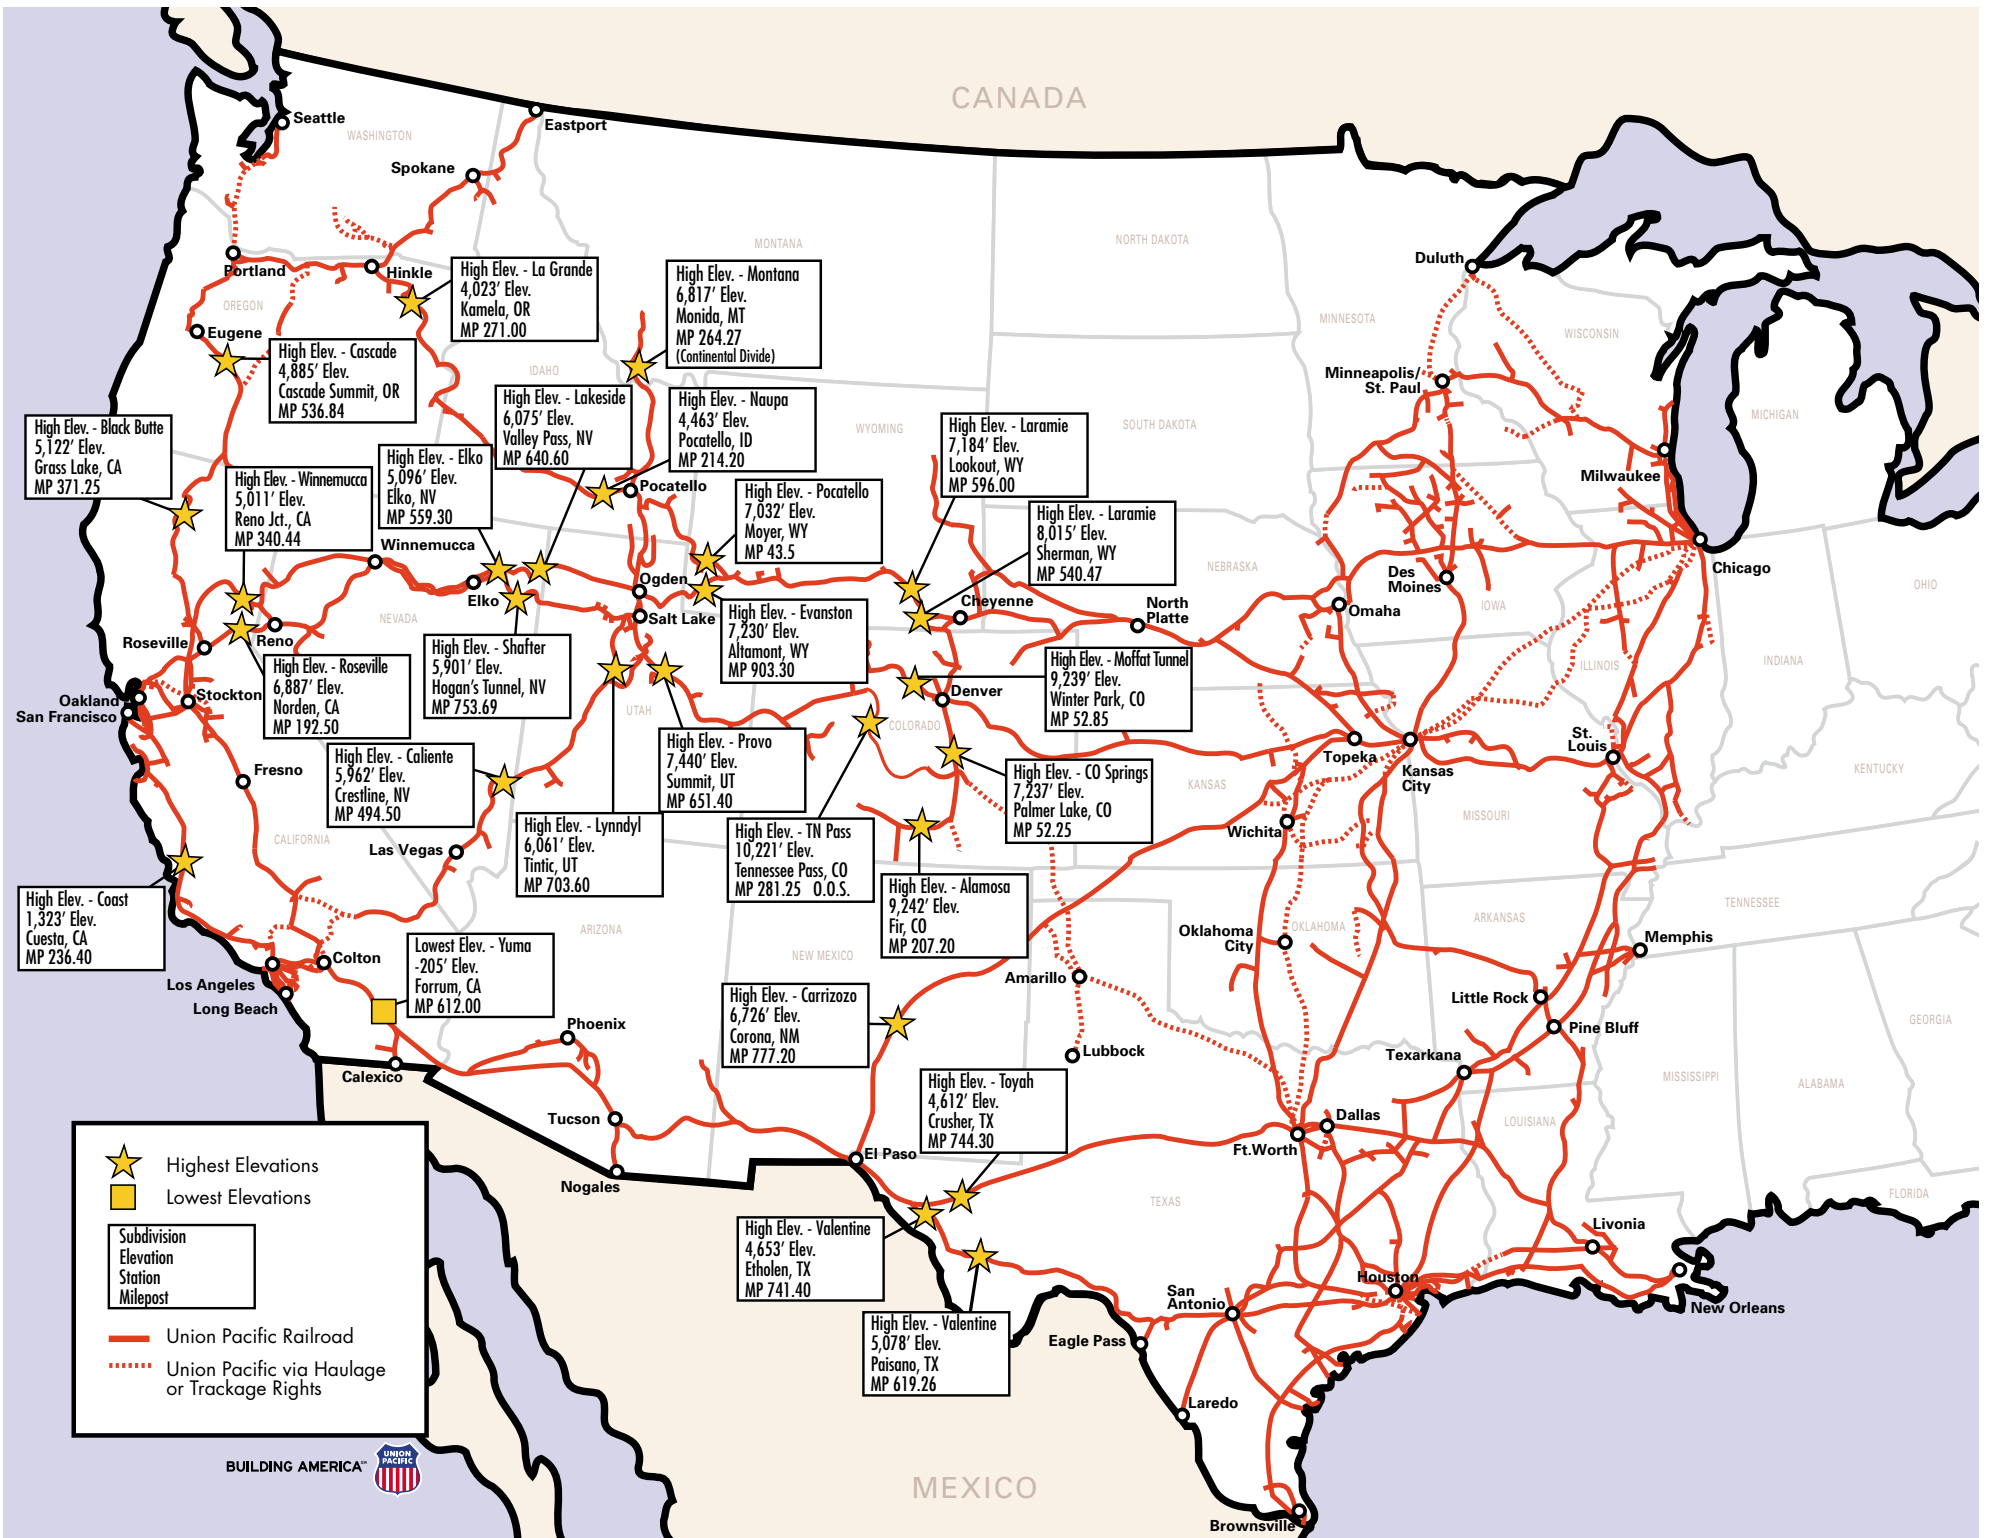 CANADA
Seattle
WASHINGTON
Eastport
Spokane
MONTANA
NORTH DAKOTA
Duluth
Portland
Hinkle
OREGON
Eugene
MINNESOTA
WISCONSIN
High Elev. - La Grande
4,023’ Elev.
Kamela, OR
MP 271.00
High Elev. - Montana
6,817’ Elev.
Monida, MT
MP 264.27
(Continental Divide)
High Elev. - Cascade
4,885’ Elev.
Cascade Summit, OR
MP 536.84
IDAHO
Minneapolis/
St. Paul
High Elev. - Lakeside
6,075’ Elev.
Valley Pass, NV
MP 640.60
High Elev. - Naupa
4,463’ Elev.
Pocatello, ID
MP 214.20
WYOMING
SOUTH DAKOTA
MICHIGAN
High Elev. - Black Butte
5,122’ Elev.
Grass Lake, CA
MP 371.25
High Elev. - Laramie
7,184’ Elev.
Lookout, WY
MP 596.00
High Elev. - Elko
5,096’ Elev.
Elko, NV
MP 559.30
High Elev. - Winnemucca
5,011’ Elev.
Reno Jct., CA
MP 340.44
Milwaukee
Pocatello
High Elev. - Pocatello
7,032’ Elev.
Moyer, WY
MP 43.5
High Elev. - Laramie
8,015’ Elev.
Sherman, WY
MP 540.47
Winnemucca
Ogden
Elko
Salt Lake
NEVADA
NEBRASKA
Des
Moines
IOWA
Chicago
OHIO
Cheyenne
North
Platte
Omaha
High Elev. - Evanston
7,230’ Elev.
Altamont, WY
MP 903.30
Roseville
Reno
High Elev. - Shafter
5,901’ Elev.
Hogan’s Tunnel, NV
MP 753.69
High Elev. - Roseville
6,887’ Elev.
Norden, CA
MP 192.50
High Elev. - Moffat Tunnel
9,239’ Elev.
Winter Park, CO
MP 52.85
ILLINOIS
INDIANA
Oakland
San Francisco
Stockton
UTAH
Denver
COLORADO
High Elev. - Provo
7,440’ Elev.
Summit, UT
MP 651.40
High Elev. - Caliente
5,962’ Elev.
Crestline, NV
MP 494.50
Fresno
High Elev. - CO Springs
7,237’ Elev.
Palmer Lake, CO
MP 52.25
Topeka
Kansas
City
St.
Louis
KANSAS
KENTUCKY
MISSOURI
CALIFORNIA
Las Vegas
High Elev. - Lynndyl
6,061’ Elev.
Tintic, UT
MP 703.60
High Elev. - TN Pass
10,221’ Elev.
Tennessee Pass, CO
MP 281.25 O.O.S.
Wichita
High Elev. - Coast
1,323’ Elev.
Cuesta, CA
MP 236.40
High Elev. - Alamosa
9,242’ Elev.
Fir, CO
MP 207.20
TENNESSEE
ARKANSAS
OKLAHOMA
Oklahoma
City
Memphis
ARIZONA
NEW MEXICO
Lowest Elev. - Yuma
-205’ Elev.
Forrum, CA
MP 612.00
Colton
Los Angeles
Long Beach
Amarillo
High Elev. - Carrizozo
6,726’ Elev.
Corona, NM
MP 777.20
Little Rock
Pine Bluff
GEORGIA
Phoenix
Calexico
Lubbock
Texarkana
MISSISSIPPI
ALABAMA
High Elev. - Toyah
4,612’ Elev.
Crusher, TX
MP 744.30
Tucson
Nogales
El Paso
Dallas
Ft.Worth
LOUISIANA
TEXAS
FLORIDA
Livonia
High Elev. - Valentine
4,653’ Elev.
Etholen, TX
MP 741.40
High Elev. - Valentine
5,078’ Elev.
Paisano, TX
MP 619.26
Houston
San
Antonio
New Orleans
Eagle Pass
Laredo
Brownsville
MEXICO
Highest Elevations
Lowest Elevations
Subdivision
Elevation
Station
Milepost
Union Pacific Railroad
Union Pacific via Haulage
or Trackage Rights
BUILDING AMERICA℠
UNION
PACIFIC